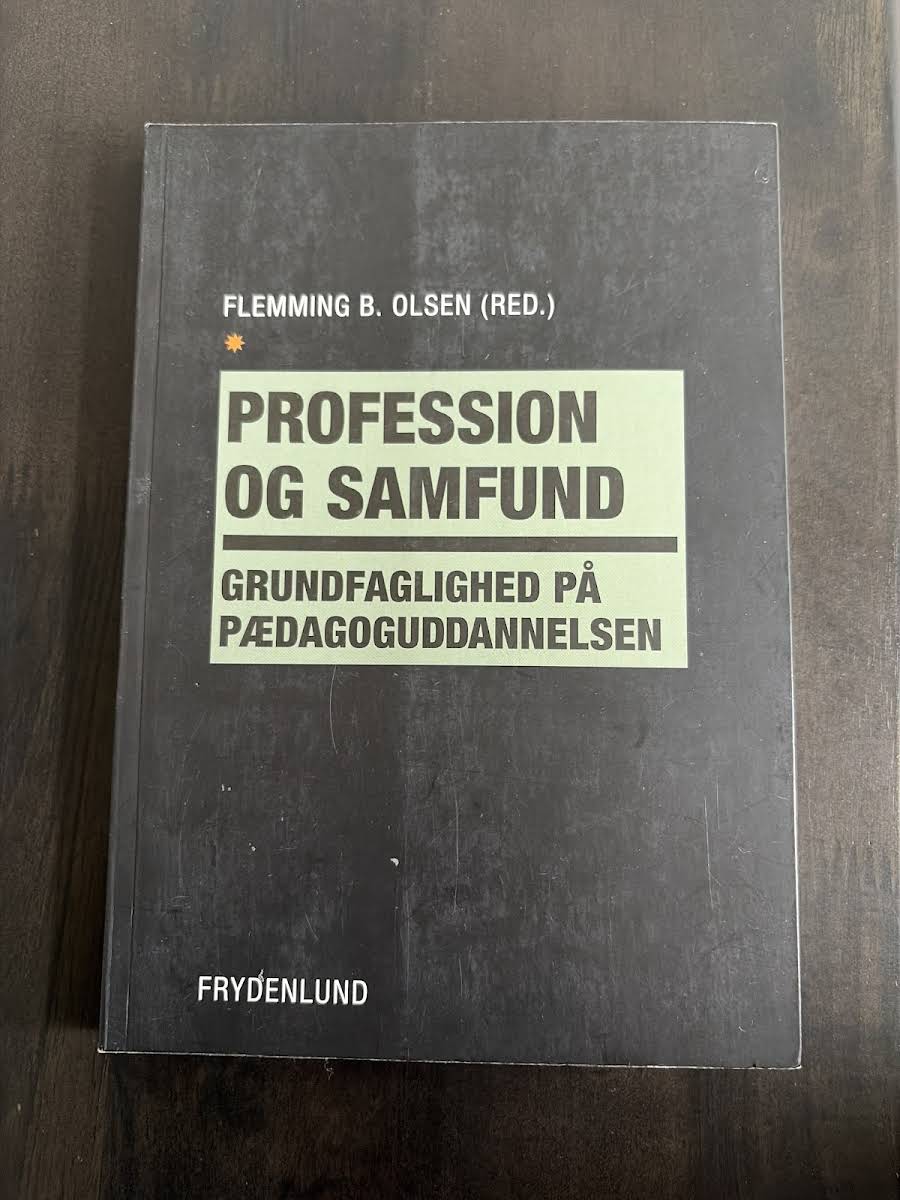 FLEMMING B. OLSEN (RED.)
PROFESSION
OG SAMFUND
GRUNDFAGLIGHED PÅ
PÆDAGOGUDDANNELSEN
FRYDENLUND